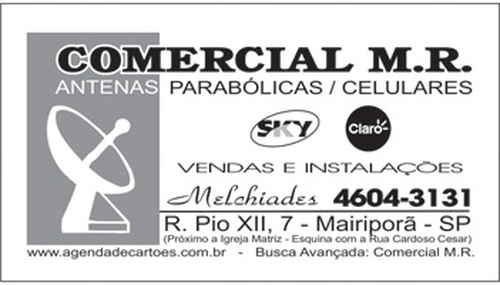 COMERCIAL M.R.
ANTENAS PARABÓLICAS / CELULARES
SKY Claro
VENDAS E INSTALAÇÕES
Melchiades 4604-3131
R. Pio XII, 7 - Mairiporã - SP
(Próximo a Igreja Matriz - Esquina com a Rua Cardoso Cesar)
www.agendadecartoes.com.br - Busca Avançada: Comercial M.R.